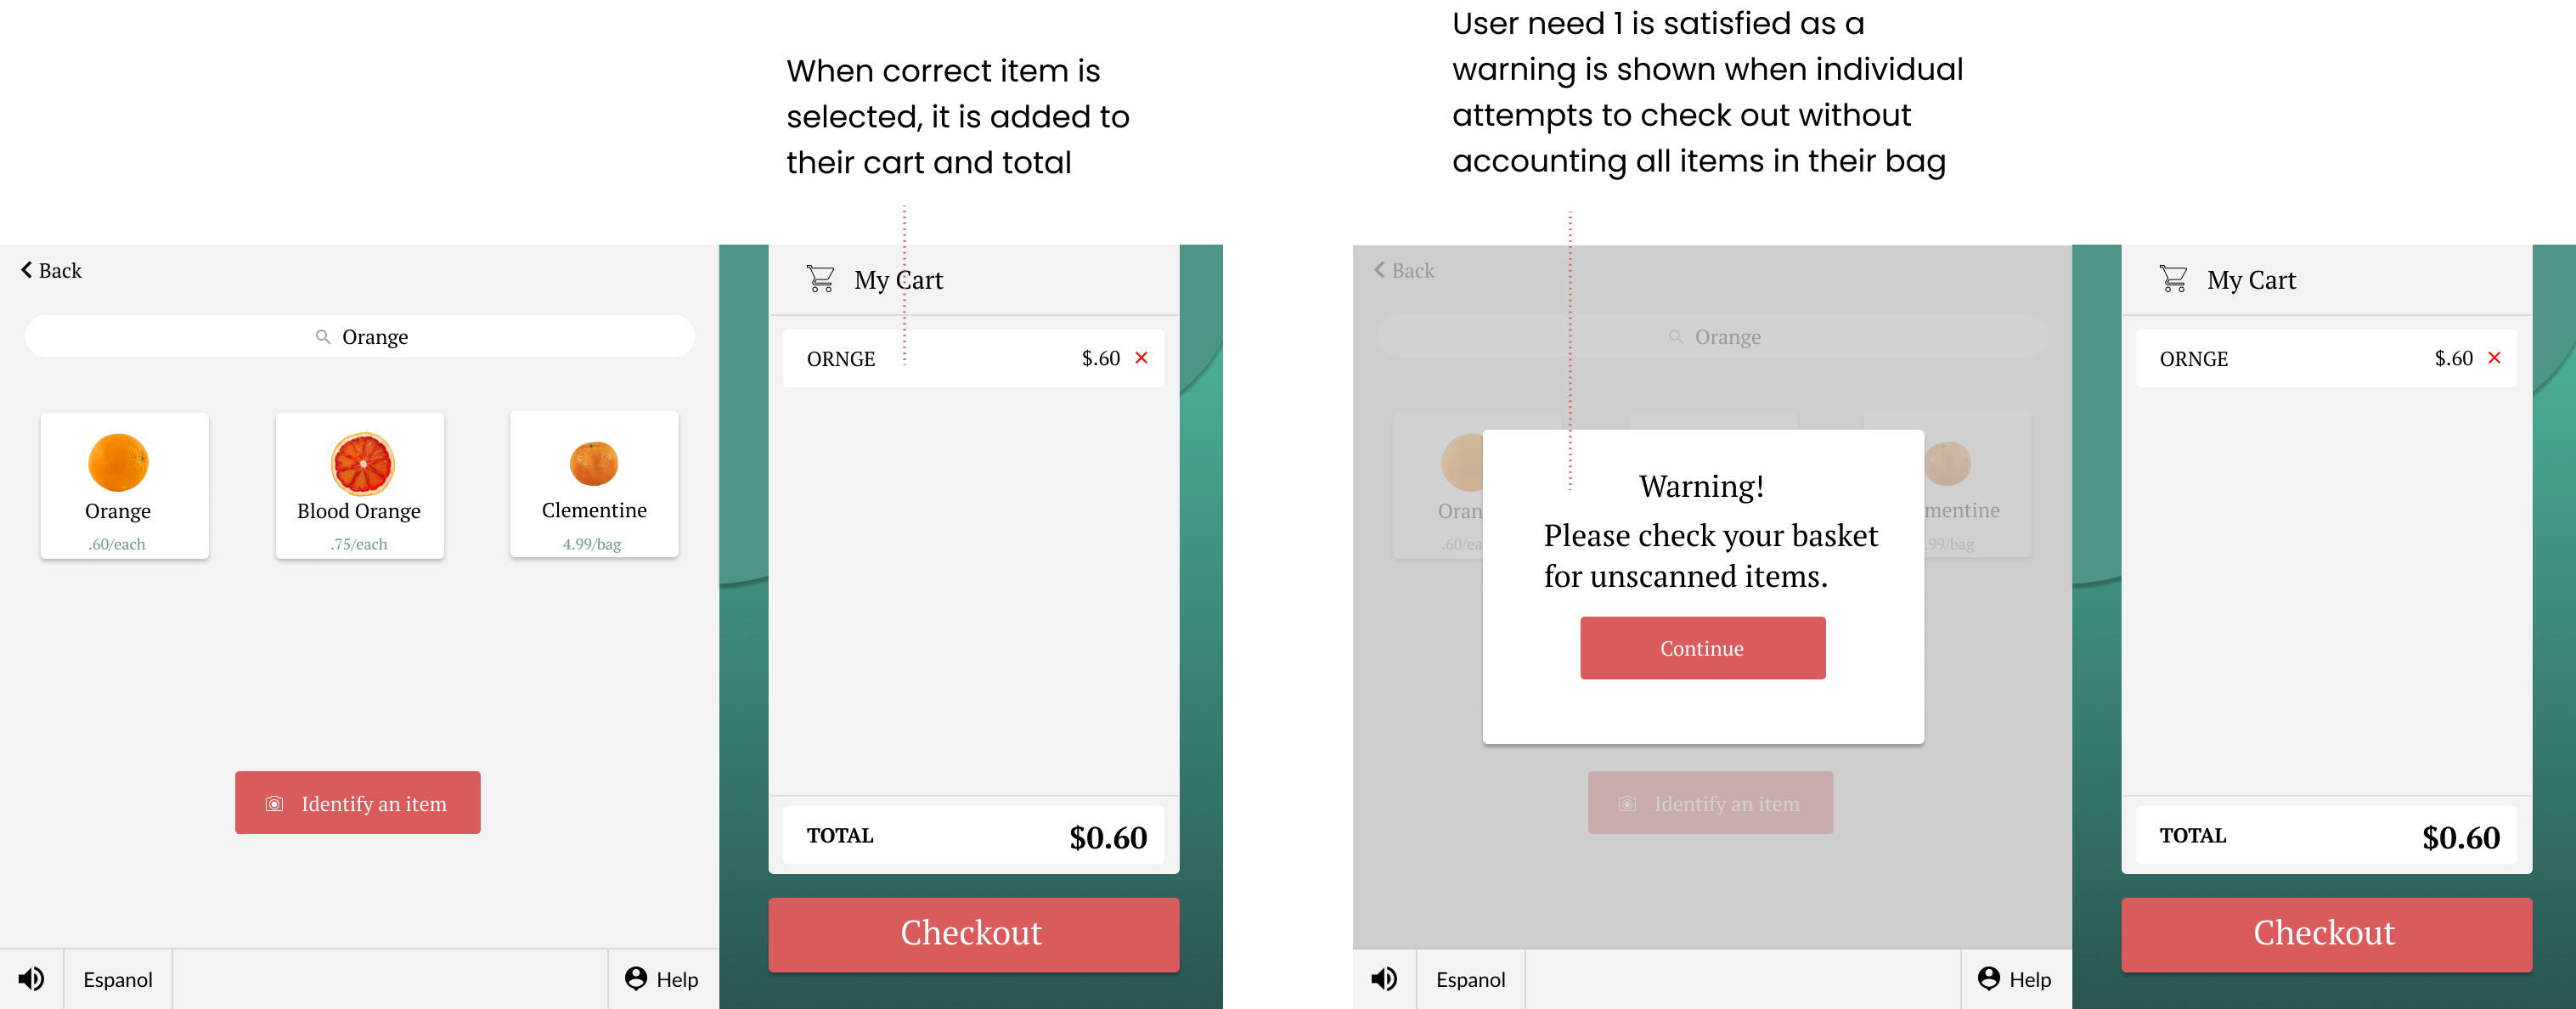 When correct item is
selected, it is added to
their cart and total
User need 1 is satisfied as a
warning is shown when individual
attempts to check out without
accounting all items in their bag
Back
Orange
Orange
.60/each
Blood Orange
.75/each
Clementine
4.99/bag
Identify an item
Espanol
Help
My Cart
ORNGE $.60
TOTAL $0.60
Checkout
Back
Orange
Oran
.60/ea
mentine
.99/bag
Warning!
Please check your basket
for unscanned items.
Continue
Identify an item
Espanol
Help
My Cart
ORNGE $.60
TOTAL $0.60
Checkout